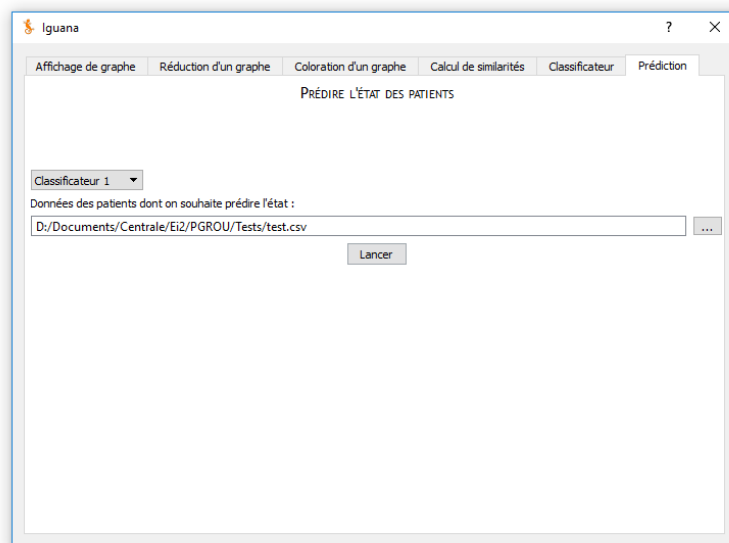 Iguana
?
Affichage de graphe Réduction d'un graphe Coloration d'un graphe Calcul de similarités Classificateur Prédiction
PRÉDIRE L'ÉTAT DES PATIENTS
Classificateur 1
Données des patients dont on souhaite prédire l'état :
D:/Documents/Centrale/Ei2/PGROU/Tests/test.csv ...
Lancer